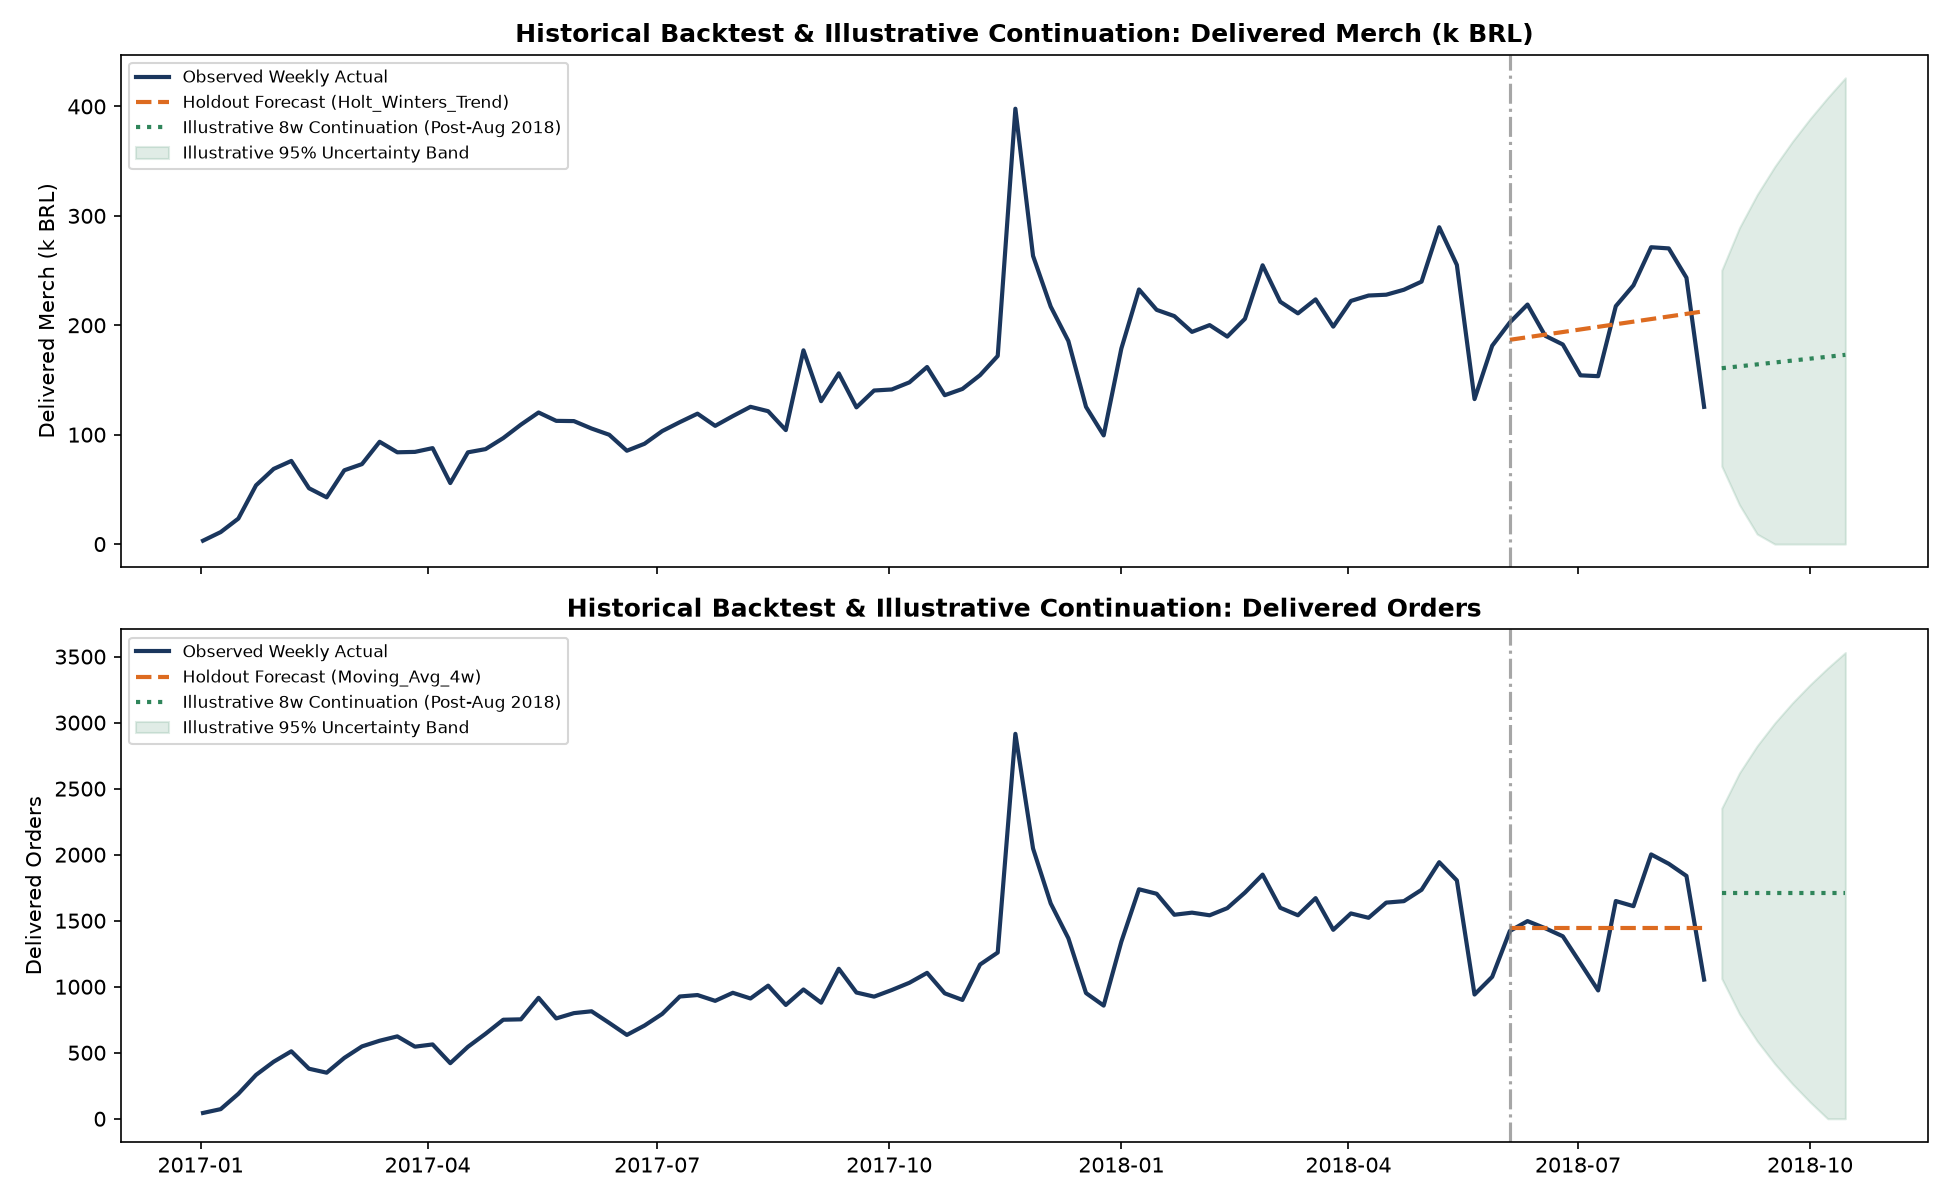 Historical Backtest & Illustrative Continuation: Delivered Merch (k BRL)
Observed Weekly Actual
Holdout Forecast (Holt_Winters_Trend)
Illustrative 8w Continuation (Post-Aug 2018)
Illustrative 95% Uncertainty Band
Delivered Merch (k BRL)
400
300
200
100
0
Historical Backtest & Illustrative Continuation: Delivered Orders
Observed Weekly Actual
Holdout Forecast (Moving_Avg_4w)
Illustrative 8w Continuation (Post-Aug 2018)
Illustrative 95% Uncertainty Band
Delivered Orders
3500
3000
2500
2000
1500
1000
500
0
2017-01 2017-04 2017-07 2017-10 2018-01 2018-04 2018-07 2018-10